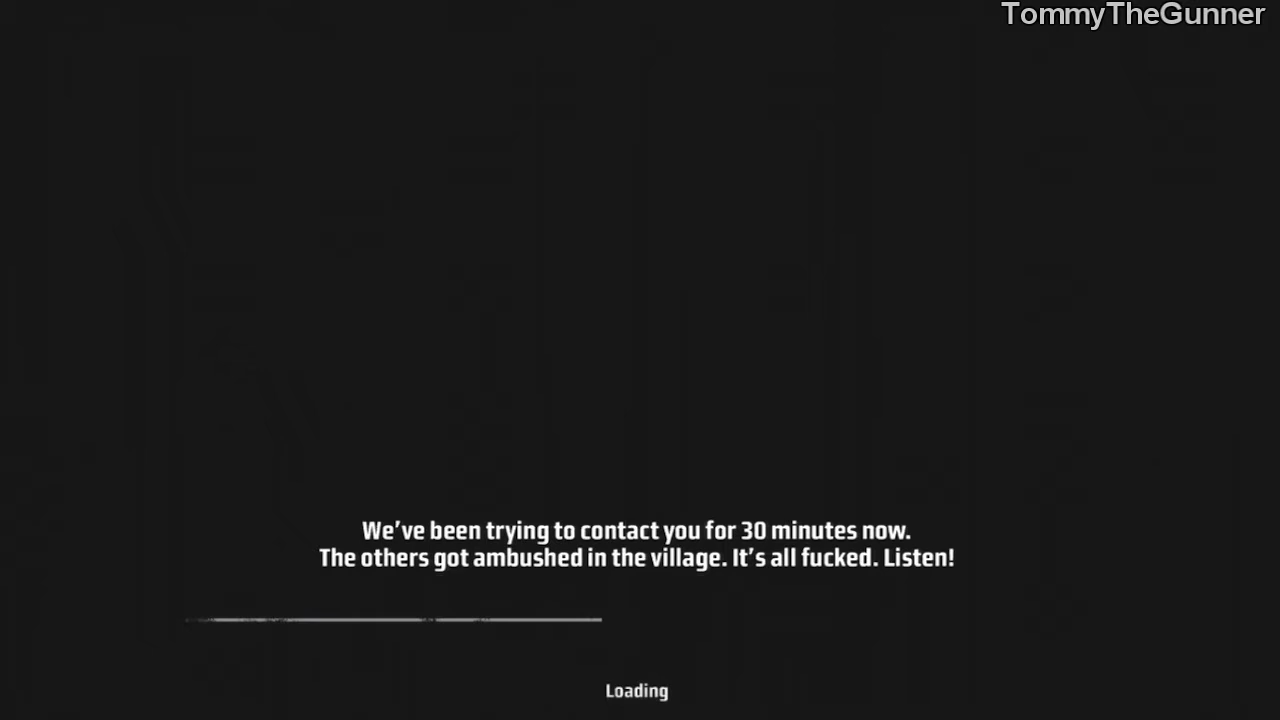 TommyTheGunner
We've been trying to contact you for 30 minutes now.
The others got ambushed in the village. It's all fucked. Listen!
Loading